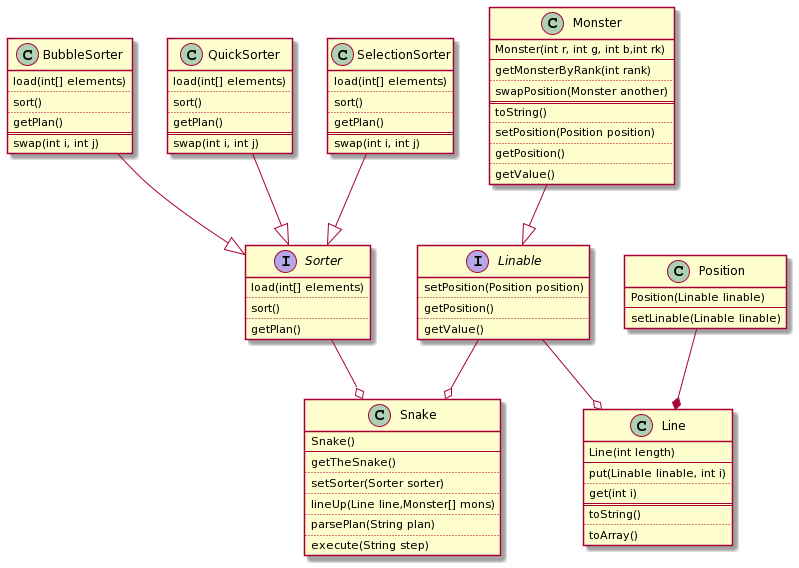 C BubbleSorter
load(int[] elements)
sort()
getPlan()
swap(int i, int j)
C QuickSorter
load(int[] elements)
sort()
getPlan()
swap(int i, int j)
C SelectionSorter
load(int[] elements)
sort()
getPlan()
swap(int i, int j)
C Monster
Monster(int r, int g, int b,int rk)
getMonsterByRank(int rank)
swapPosition(Monster another)
toString()
setPosition(Position position)
getPosition()
getValue()
I Sorter
load(int[] elements)
sort()
getPlan()
I Linable
setPosition(Position position)
getPosition()
getValue()
C Position
Position(Linable linable)
setLinable(Linable linable)
C Snake
Snake()
getTheSnake()
setSorter(Sorter sorter)
lineUp(Line line,Monster[] mons)
parsePlan(String plan)
execute(String step)
C Line
Line(int length)
put(Linable linable, int i)
get(int i)
toString()
toArray()